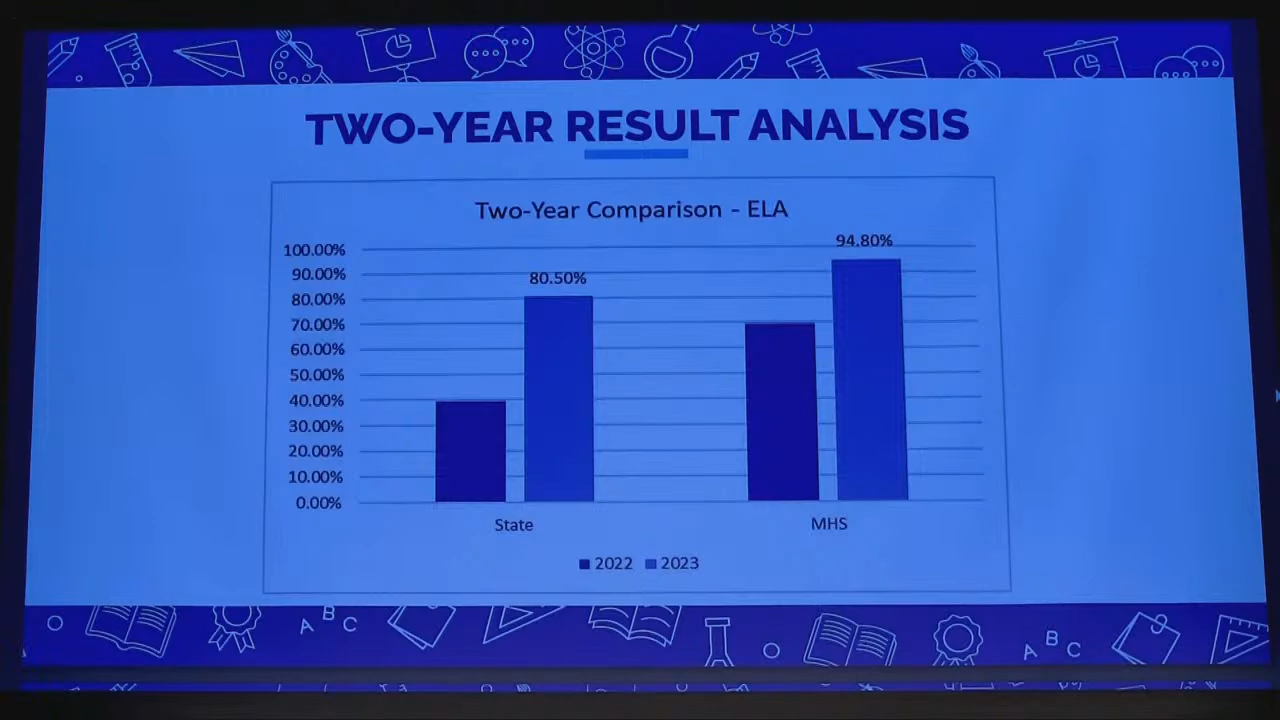 TWO-YEAR RESULT ANALYSIS
Two-Year Comparison - ELA
100.00%
90.00%
80.00%
70.00%
60.00%
50.00%
40.00%
30.00%
20.00%
10.00%
0.00%
80.50%
94.80%
State
MHS
2022
2023
A B C
A B C